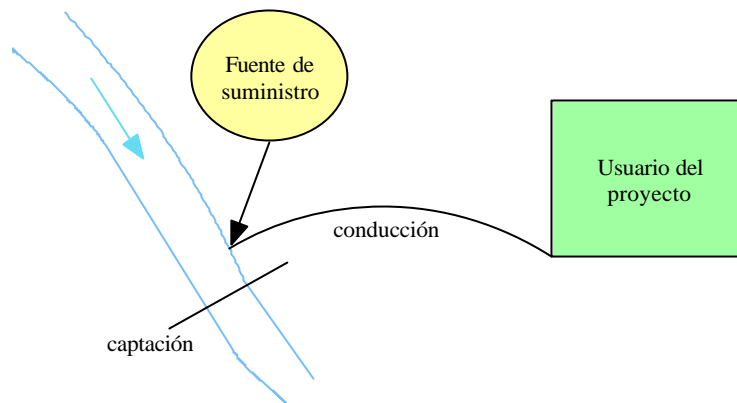 Fuente de
suministro
Usuario del
proyecto
conducción
captación